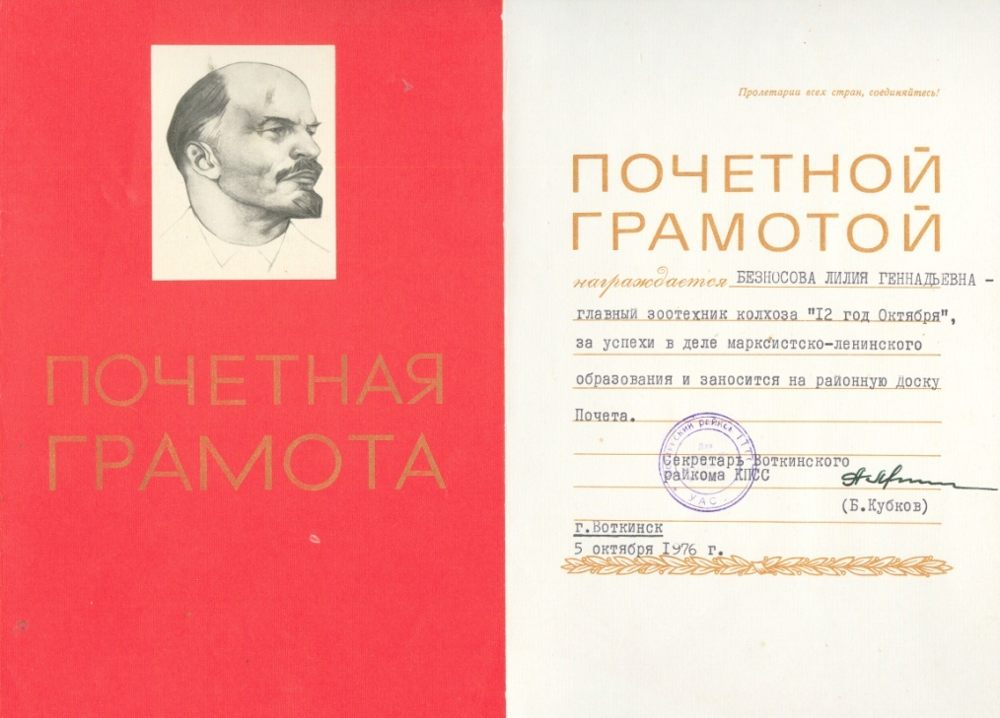 ПОЧЕТНАЯ
ГРАМОТА
Пролетарии всех стран, соединяйтесь!
ПОЧЕТНОЙ
ГРАМОТОЙ
награждается БЕЗНОСОВА ЛИЛИЯ ГЕННАДЬЕВНА –
главный зоотехник колхоза "I2 год Октября",
за успехи в деле марксистско-ленинского
образования и заносится на районную Доску
Почета.
Секретарь Воткинского
райкома КПСС
(Б.Кубков)
г.Воткинск
5 октября I976 г.